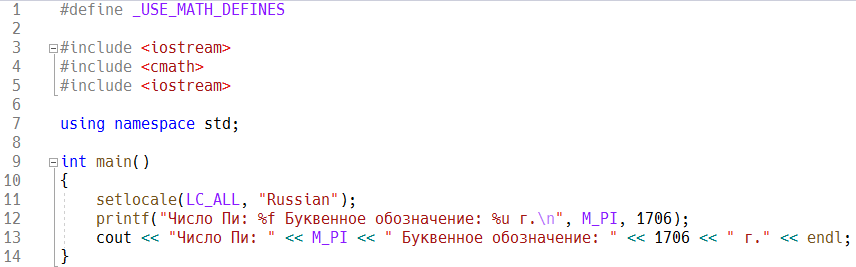 1 #define _USE_MATH_DEFINES
2
3 #include <iostream>
4 #include <cmath>
5 #include <iostream>
6
7 using namespace std;
8
9 int main()
10 {
11 setlocale(LC_ALL, "Russian");
12 printf("Число Пи: %f Буквенное обозначение: %u г.\n", M_PI, 1706);
13 cout << "Число Пи: " << M_PI << " Буквенное обозначение: " << 1706 << " г." << endl;
14 }